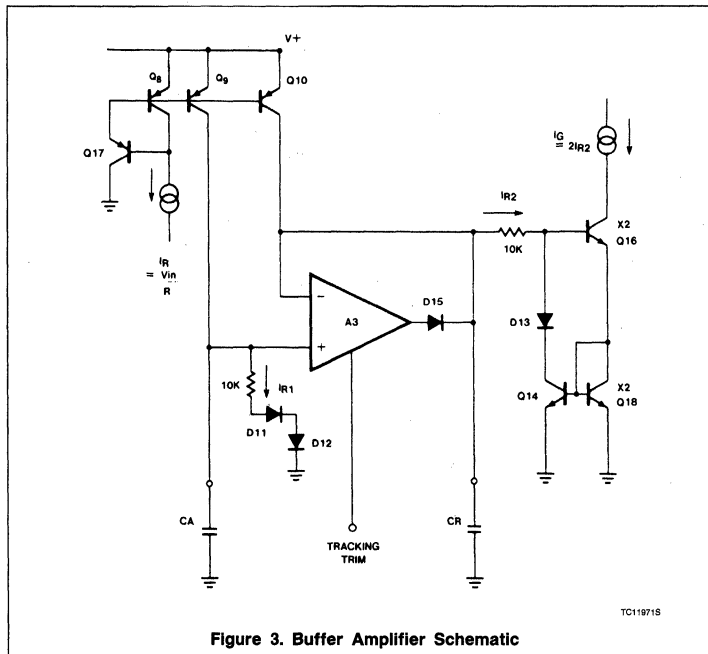 V+
Q8
Q9
Q10
Q17
IR
= Vin
R
IG
= 2IR2
IR2
10K
X2
Q16
D15
A3
−
+
D13
10K
IR1
D11
D12
Q14
X2
Q18
CA
TRACKING
TRIM
CR
TC11971S
Figure 3. Buffer Amplifier Schematic